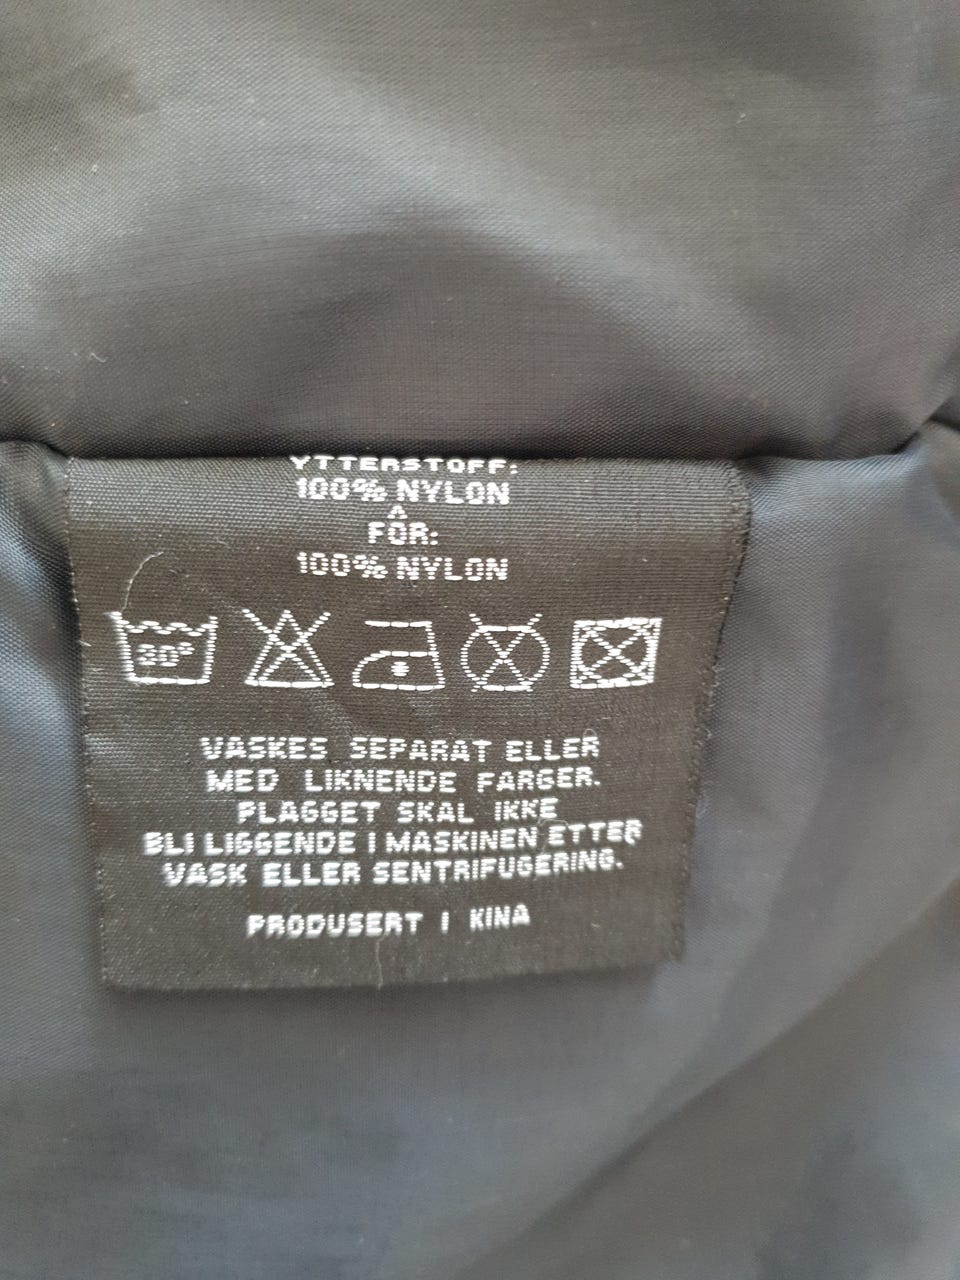 YTTERSTOFF:
100% NYLON
FÔR:
100% NYLON
30°
VASKES SEPARAT ELLER
MED LIKNENDE FARGER.
PLAGGET SKAL IKKE
BLI LIGGENDE I MASKINEN ETTER
VASK ELLER SENTRIFUGERING.
PRODUSERT I KINA